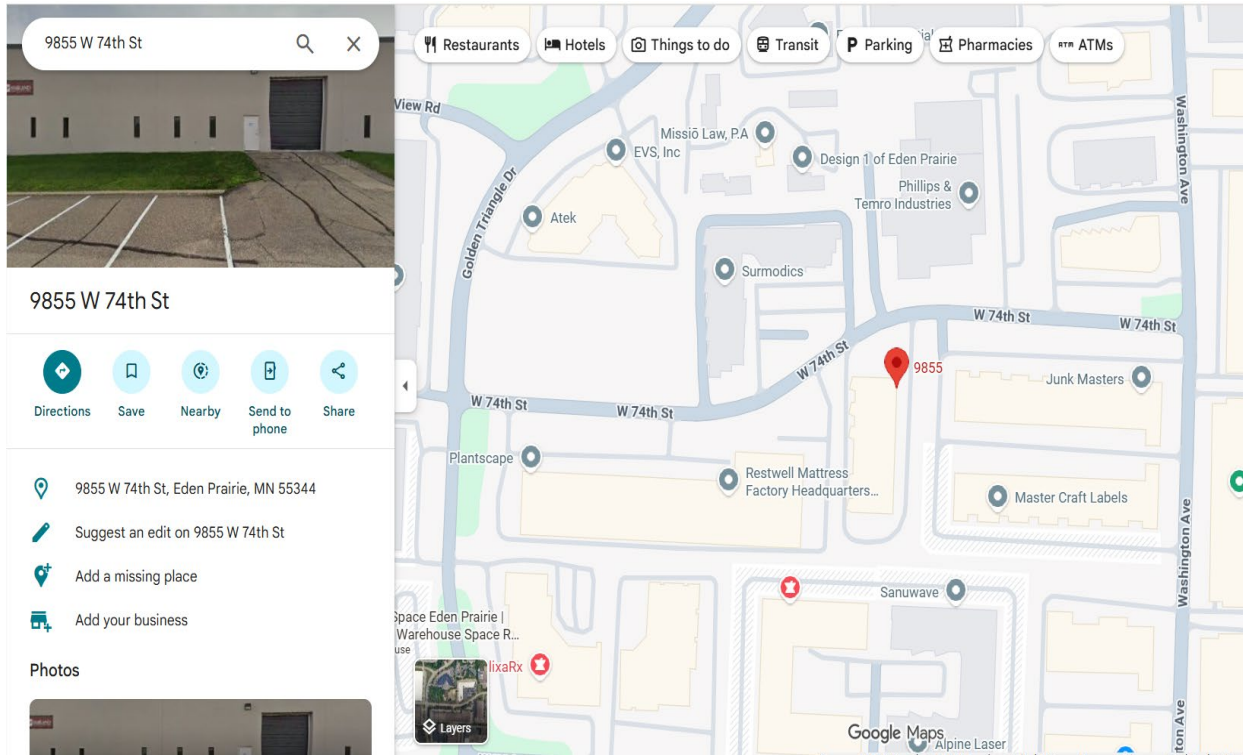 9855 W 74th St
9855 W 74th St
Directions
Save
Nearby
Send to
phone
Share
9855 W 74th St, Eden Prairie, MN 55344
Suggest an edit on 9855 W 74th St
Add a missing place
Add your business
Photos
Restaurants
Hotels
Things to do
Transit
Parking
Pharmacies
ATM ATMs
View Rd
Golden Triangle Dr
EVS, Inc
Atek
Missiō Law, P.A
Design 1 of Eden Prairie
Phillips &
Temro Industries
Washington Ave
Surmodics
W 74th St
W 74th St
W 74th St
9855
Junk Masters
W 74th St
W 74th St
Plantscape
Restwell Mattress
Factory Headquarters...
Master Craft Labels
Washington Ave
Sanuwave
Space Eden Prairie |
Warehouse Space R...
use
lixaRx
Layers
Google Maps
Alpine Laser
ton Ave